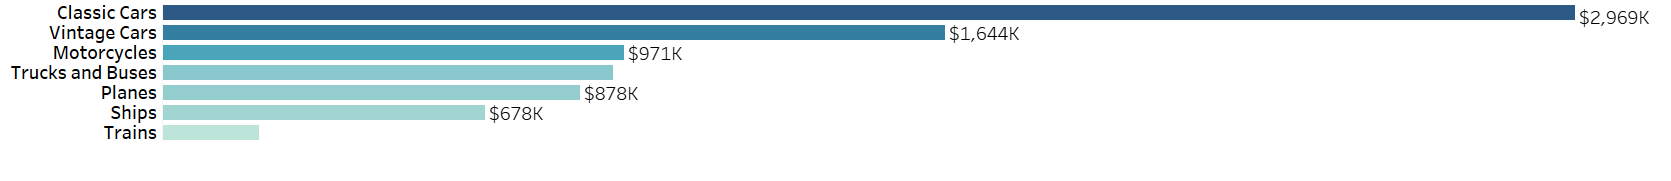 Classic Cars $2,969K
Vintage Cars $1,644K
Motorcycles $971K
Trucks and Buses
Planes $878K
Ships $678K
Trains